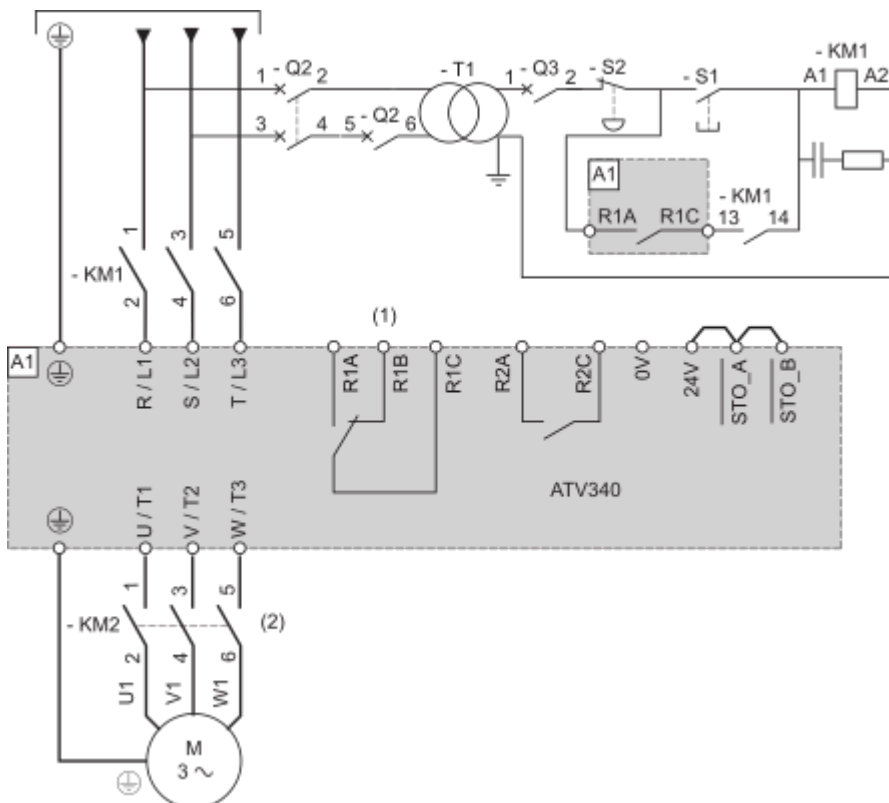 - Q2
1 2
3 4
- Q2
5 6
- T1
- Q3
1 2
- S2
- S1
- KM1
A1 A2
A1
R1A R1C
- KM1
13 14
- KM1
1 3 5
2 4 6
(1)
A1
R / L1
S / L2
T / L3
R1A
R1B
R1C
R2A
R2C
0V
24V
STO_A
STO_B
ATV340
U / T1
V / T2
W / T3
- KM2
1 3 5
2 4 6
(2)
U1
V1
W1
M
3 ~